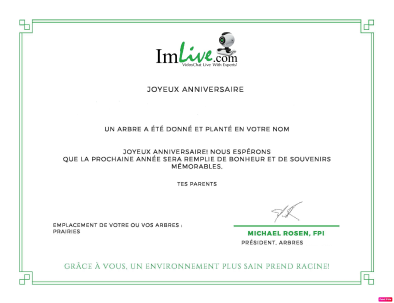 ImLive.com
VideoChat Live With Experts!
JOYEUX ANNIVERSAIRE
UN ARBRE A ÉTÉ DONNÉ ET PLANTÉ EN VOTRE NOM
JOYEUX ANNIVERSAIRE! NOUS ESPÉRONS
QUE LA PROCHAINE ANNÉE SERA REMPLIE DE BONHEUR ET DE SOUVENIRS
MÉMORABLES.
TES PARENTS
EMPLACEMENT DE VOTRE OU VOS ARBRES :
PRAIRIES
MICHAEL ROSEN, FPI
PRÉSIDENT, ARBRES
GRÂCE À VOUS, UN ENVIRONNEMENT PLUS SAIN PREND RACINE!